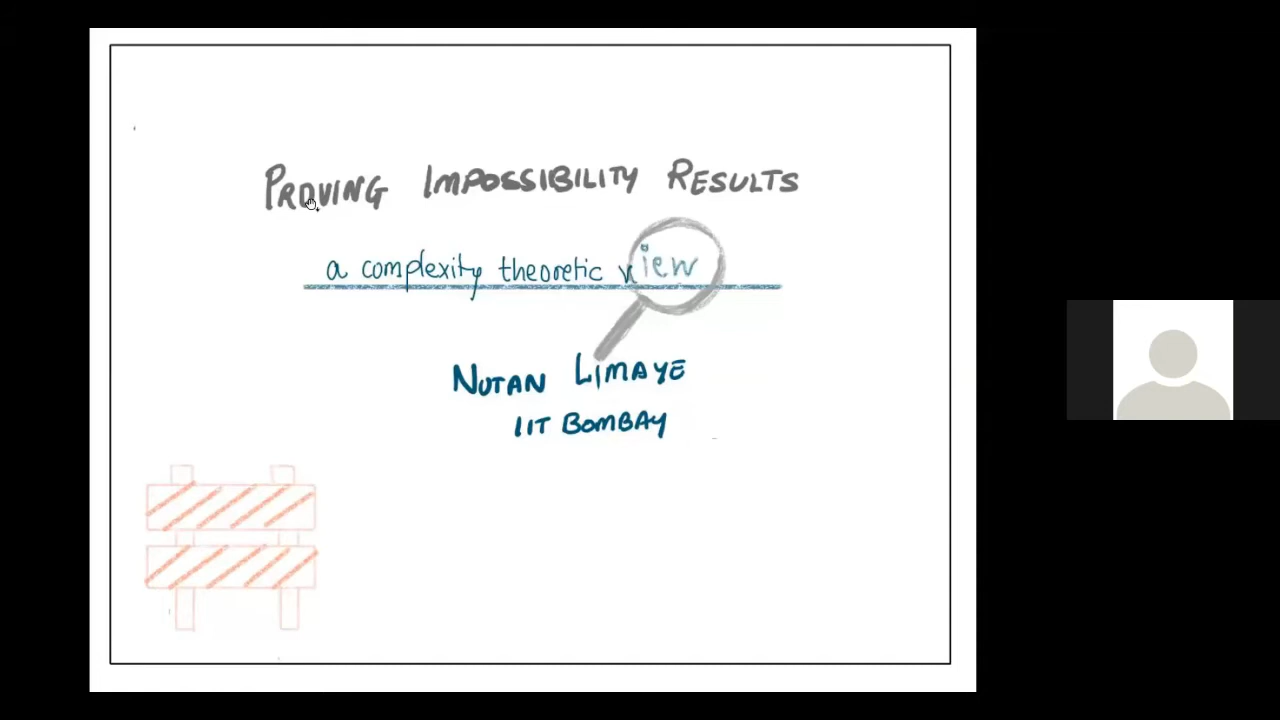 PROVING IMPOSSIBILITY RESULTS
a complexity theoretic view
NUTAN LIMAYE
IIT BOMBAY